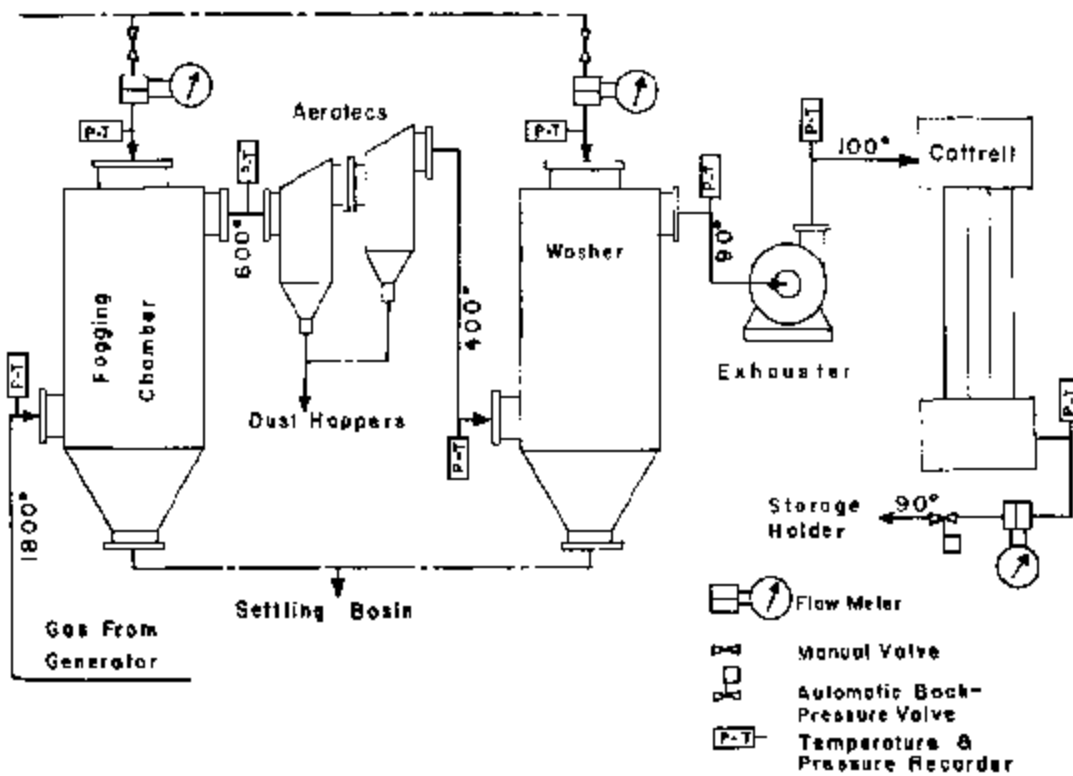 Aerotecs
P-T
P-T
P-T
P-T
P-T
100°
Cottrell
600°
Washer
90°
Fogging
Chamber
400°
P-T
Exhauster
P-T
Dust Hoppers
P-T
1800°
Storage
Holder
90°
Settling Bosin
Gas From
Generator
Flow Meter
Manual Valve
Automatic Back-
Pressure Valve
P-T
Temperature &
Pressure Recorder